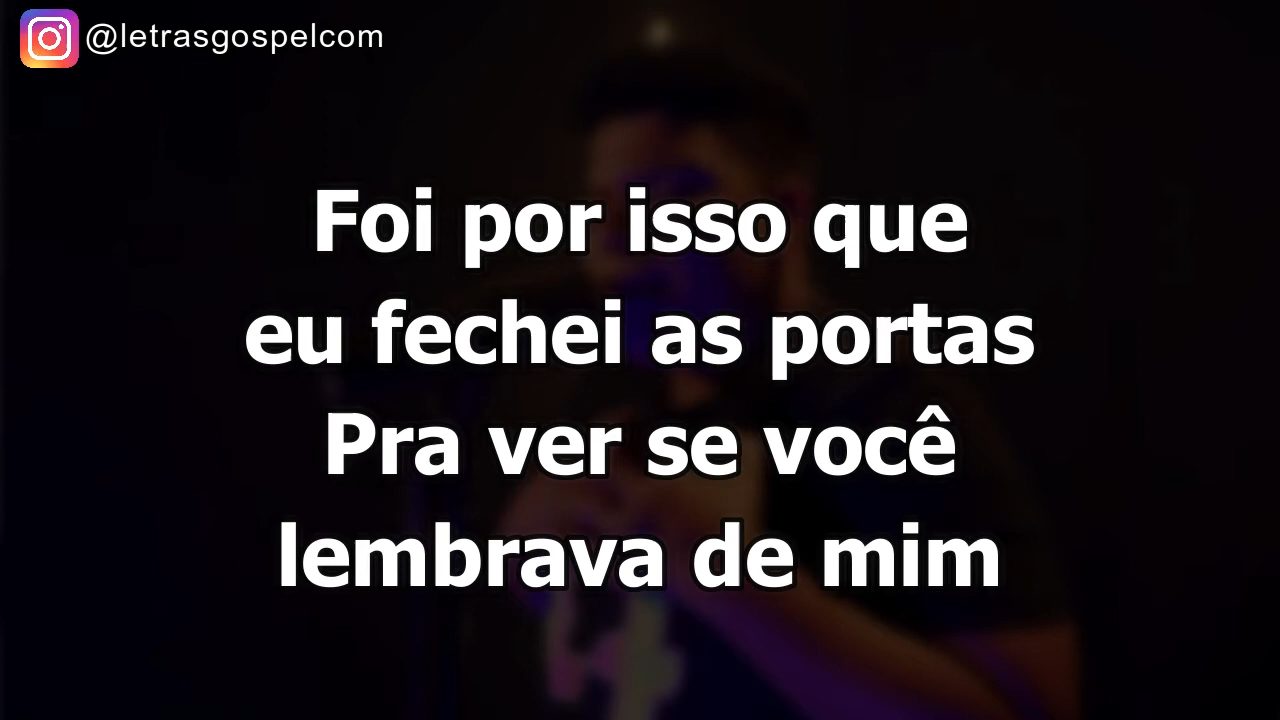 @letrasgospelcom
Foi por isso que
eu fechei as portas
Pra ver se você
lembrava de mim